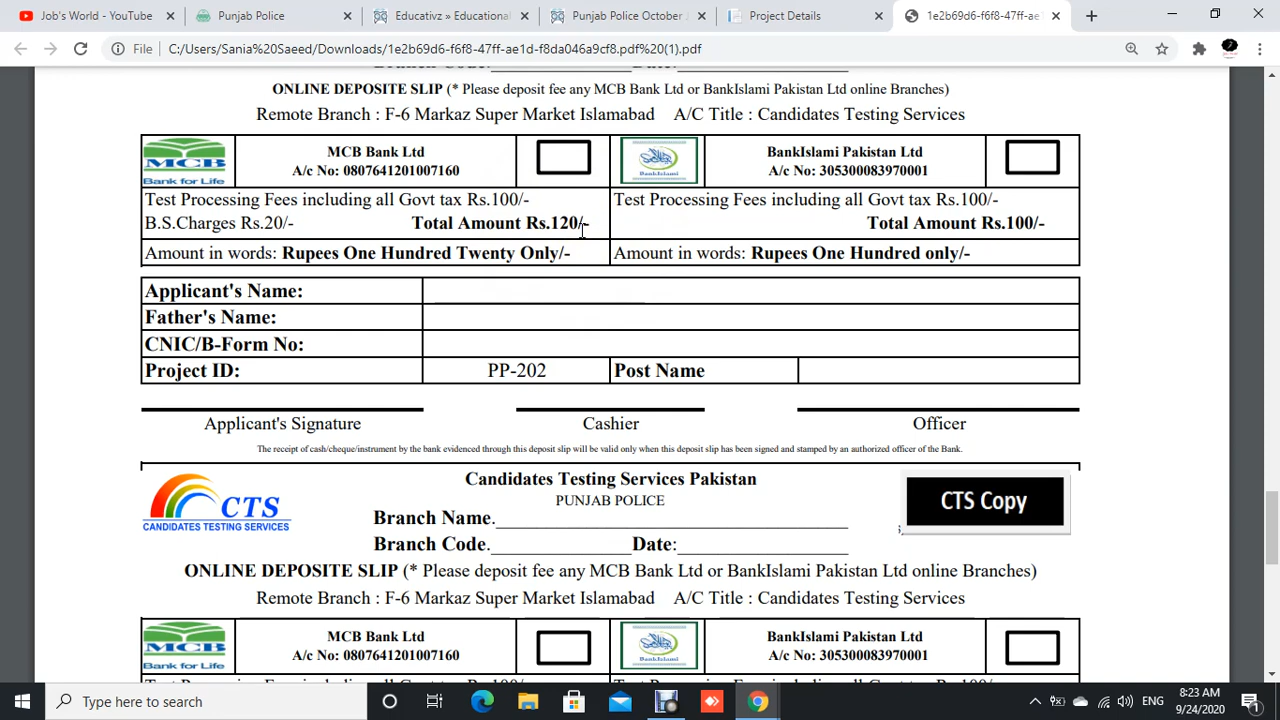 Job's World - YouTube
Punjab Police
Educativz » Educational
Punjab Police October
Project Details
1e2b69d6-f6f8-47ff-ae1
File C:/Users/Sania%20Saeed/Downloads/1e2b69d6-f6f8-47ff-ae1d-f8da046a9cf8.pdf%20(1).pdf
ONLINE DEPOSITE SLIP (* Please deposit fee any MCB Bank Ltd or BankIslami Pakistan Ltd online Branches)
Remote Branch : F-6 Markaz Super Market Islamabad A/C Title : Candidates Testing Services
MCB
Bank for Life
MCB Bank Ltd
A/c No: 0807641201007160
BankIslami
BankIslami Pakistan Ltd
A/c No: 305300083970001
Test Processing Fees including all Govt tax Rs.100/-
B.S.Charges Rs.20/- Total Amount Rs.120/-
Test Processing Fees including all Govt tax Rs.100/-
Total Amount Rs.100/-
Amount in words: Rupees One Hundred Twenty Only/-
Amount in words: Rupees One Hundred only/-
Applicant's Name:
Father's Name:
CNIC/B-Form No:
Project ID: PP-202 Post Name
Applicant's Signature Cashier Officer
The receipt of cash/cheque/instrument by the bank evidenced through this deposit slip will be valid only when this deposit slip has been signed and stamped by an authorized officer of the Bank.
CTS
CANDIDATES TESTING SERVICES
Candidates Testing Services Pakistan
PUNJAB POLICE
CTS Copy
Branch Name.
Branch Code. Date:
ONLINE DEPOSITE SLIP (* Please deposit fee any MCB Bank Ltd or BankIslami Pakistan Ltd online Branches)
Remote Branch : F-6 Markaz Super Market Islamabad A/C Title : Candidates Testing Services
MCB
Bank for Life
MCB Bank Ltd
A/c No: 0807641201007160
BankIslami
BankIslami Pakistan Ltd
A/c No: 305300083970001
Type here to search
ENG
8:23 AM
9/24/2020